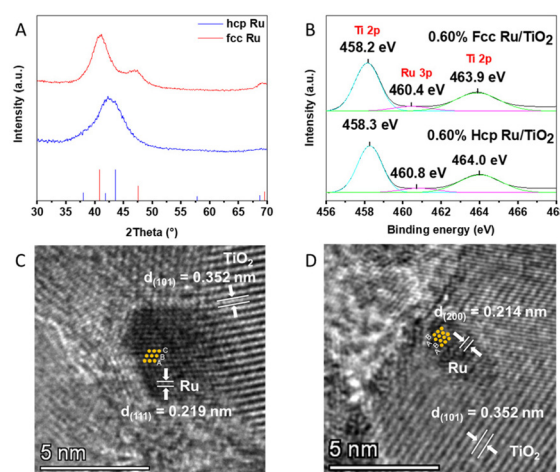 A
hcp Ru
fcc Ru
Intensity (a.u.)
30 35 40 45 50 55 60 65 70
2Theta (°)
B
Ti 2p
458.2 eV
0.60% Fcc Ru/TiO2
Ru 3p
460.4 eV
Ti 2p
463.9 eV
0.60% Hcp Ru/TiO2
458.3 eV
460.8 eV
464.0 eV
Intensity (a.u.)
456 458 460 462 464 466
Binding energy (eV)
C
TiO2
d(101) = 0.352 nm
C
B
A
Ru
d(111) = 0.219 nm
5 nm
D
d(200) = 0.214 nm
A B A B
Ru
d(101) = 0.352 nm
TiO2
5 nm